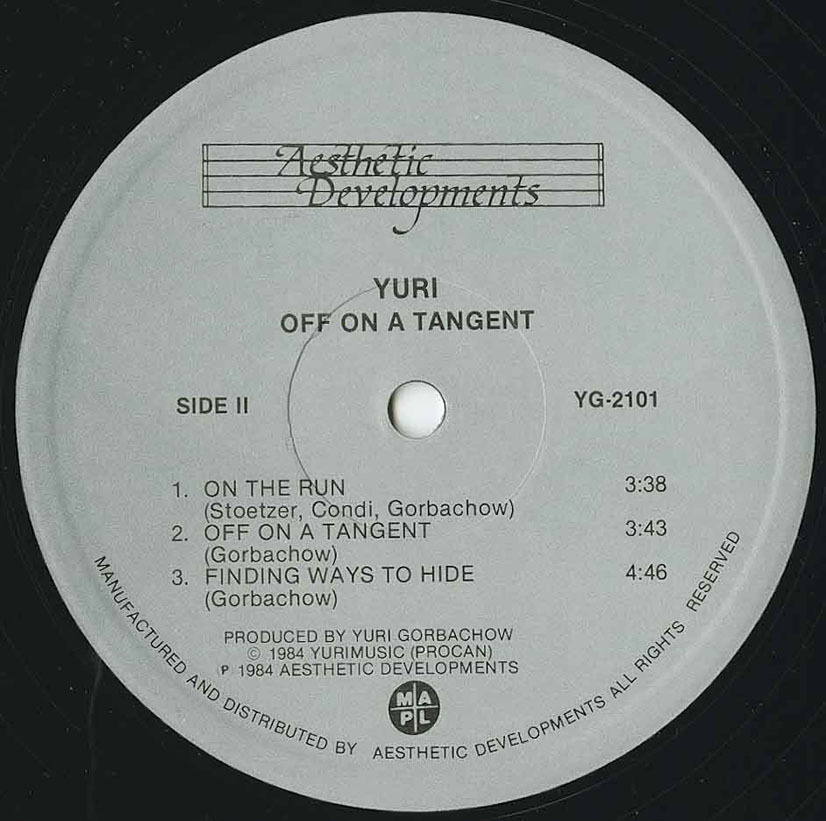 Aesthetic
Developments
YURI
OFF ON A TANGENT
SIDE II
YG-2101
1. ON THE RUN 3:38
(Stoetzer, Condi, Gorbachow)
2. OFF ON A TANGENT 3:43
(Gorbachow)
3. FINDING WAYS TO HIDE 4:46
(Gorbachow)
PRODUCED BY YURI GORBACHOW
© 1984 YURIMUSIC (PROCAN)
℗ 1984 AESTHETIC DEVELOPMENTS
MA
PL
MANUFACTURED AND DISTRIBUTED BY AESTHETIC DEVELOPMENTS ALL RIGHTS RESERVED